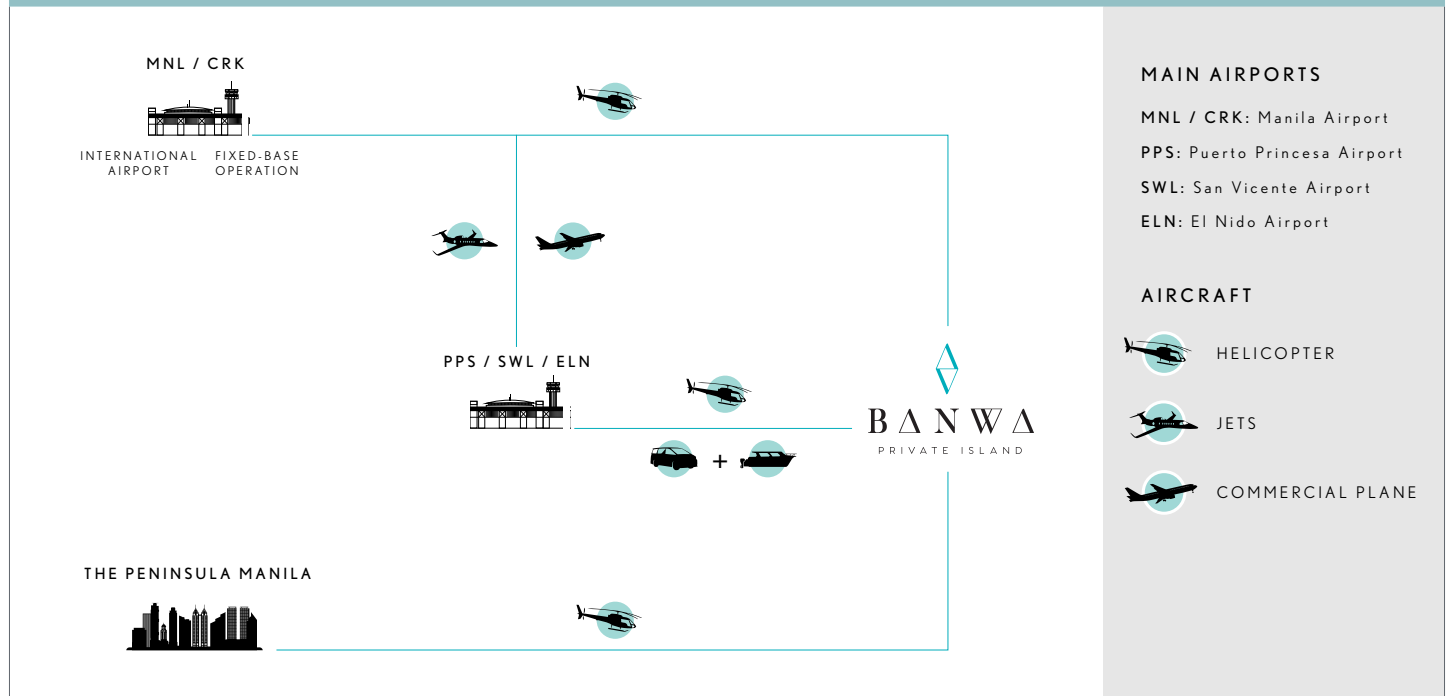 MNL / CRK
INTERNATIONAL AIRPORT
FIXED-BASE OPERATION
PPS / SWL / ELN
+
BANWA
PRIVATE ISLAND
THE PENINSULA MANILA
MAIN AIRPORTS
MNL / CRK: Manila Airport
PPS: Puerto Princesa Airport
SWL: San Vicente Airport
ELN: El Nido Airport
AIRCRAFT
HELICOPTER
JETS
COMMERCIAL PLANE